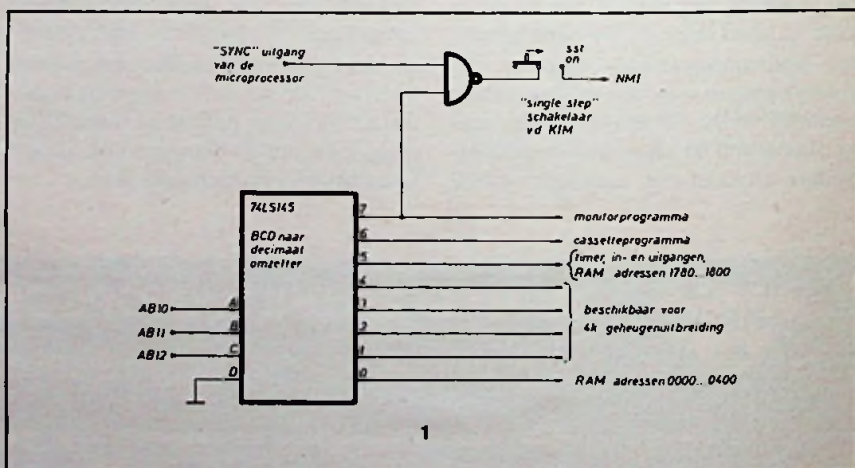 "SYNC" uitgang
van de
microprocessor
sst
on
NMI
"single step"
schakelaar
vd KIM
74LS145
BCD naar
decimaal
omzetter
7
monitorprogramma
6
cassetteprogramma
5
timer, in- en uitgangen,
RAM adressen 1780..1800
4
AB10
A
beschikbaar voor
AB11
B
2
4k geheugenuitbreiding
AB12
C
1
D
0
RAM adressen 0000..0400
1